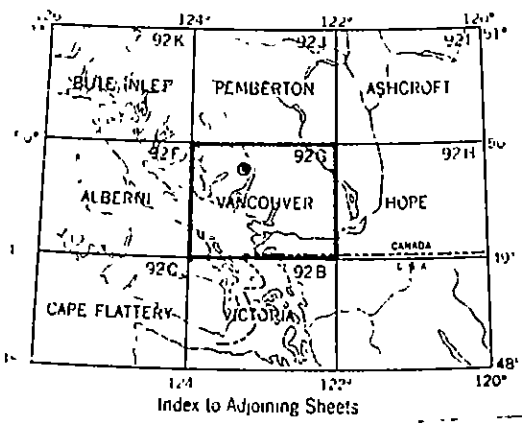 124° 122° 120°
92K 92J 92I 51°
BUTE INLET PEMBERTON ASHCROFT
92F 92G 92H 50
ALBERNI VANCOUVER HOPE
CANADA
92C 92B U S A 49°
CAPE FLATTERY VICTORIA
48°
124° 122° 120°
Index to Adjoining Sheets